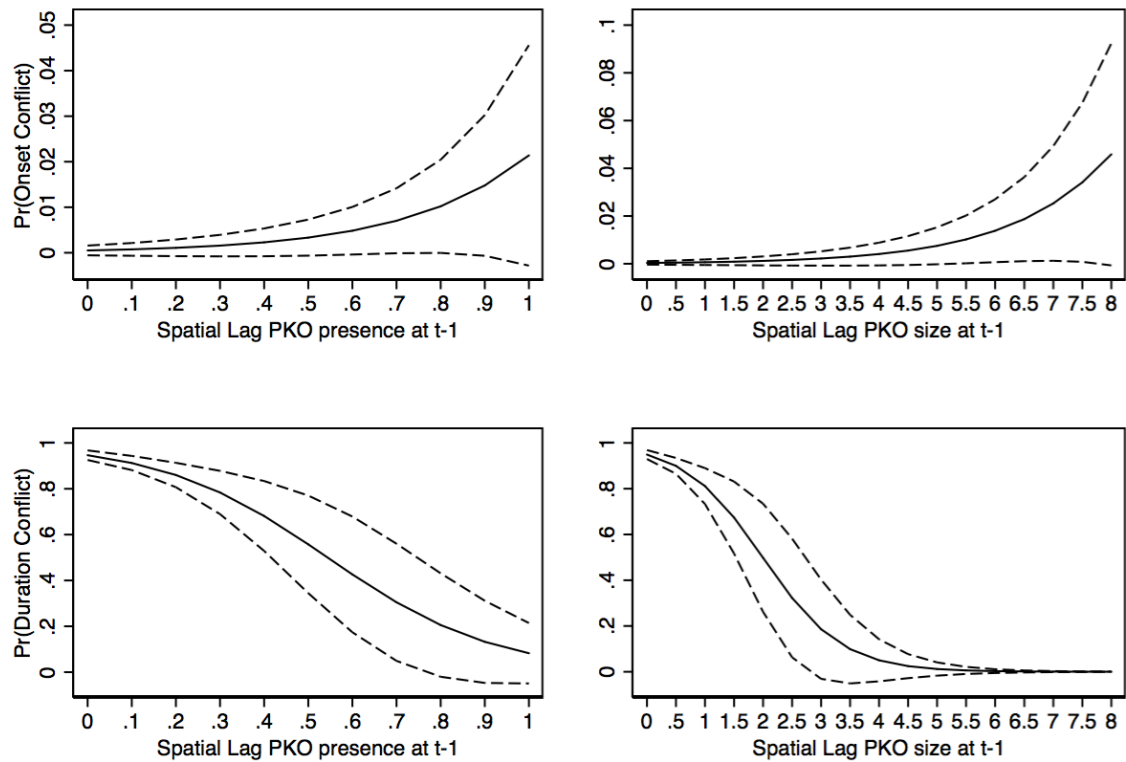 Pr(Onset Conflict)
.05
.04
.03
.02
.01
0
0 .1 .2 .3 .4 .5 .6 .7 .8 .9 1
Spatial Lag PKO presence at t-1
.1
.08
.06
.04
.02
0
0 .5 1 1.5 2 2.5 3 3.5 4 4.5 5 5.5 6 6.5 7 7.5 8
Spatial Lag PKO size at t-1
Pr(Duration Conflict)
1
.8
.6
.4
.2
0
0 .1 .2 .3 .4 .5 .6 .7 .8 .9 1
Spatial Lag PKO presence at t-1
1
.8
.6
.4
.2
0
0 .5 1 1.5 2 2.5 3 3.5 4 4.5 5 5.5 6 6.5 7 7.5 8
Spatial Lag PKO size at t-1